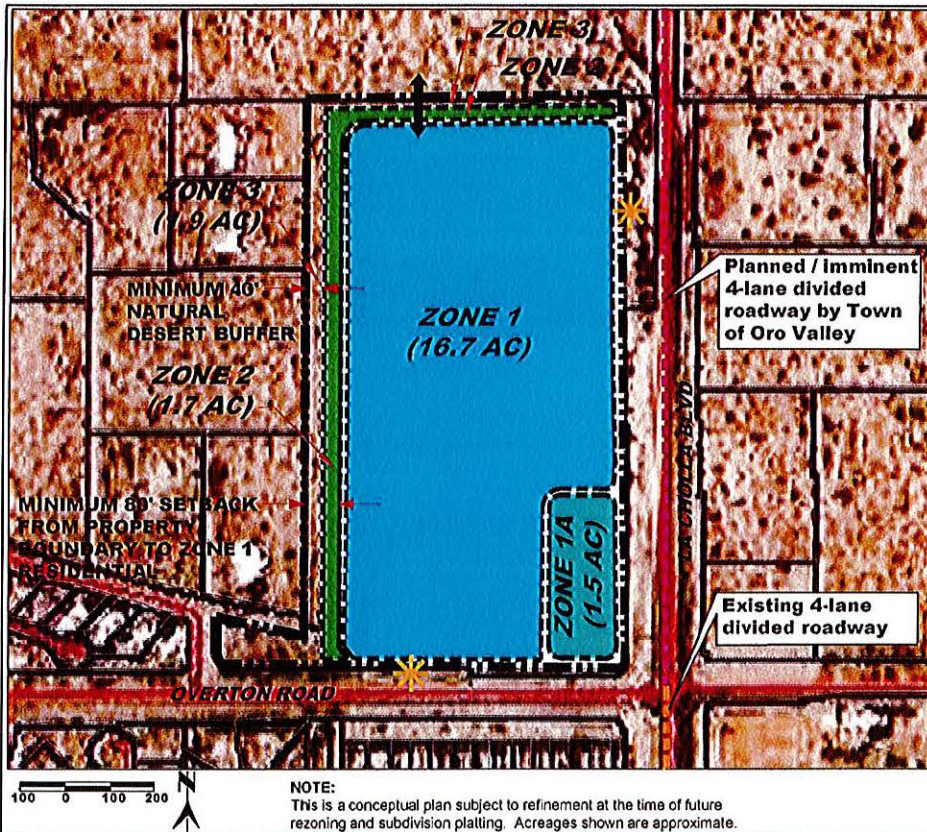 ZONE 3
ZONE 2
ZONE 3
(1.9 AC)
MINIMUM 40'
NATURAL
DESERT BUFFER
ZONE 2
(1.7 AC)
MINIMUM 80' SETBACK
FROM PROPERTY
BOUNDARY TO ZONE 1
RESIDENTIAL
ZONE 1
(16.7 AC)
ZONE 1A
(1.5 AC)
Planned / imminent
4-lane divided
roadway by Town
of Oro Valley
LA CHOLLA BLVD
Existing 4-lane
divided roadway
OVERTON ROAD
100 0 100 200
N
NOTE:
This is a conceptual plan subject to refinement at the time of future
rezoning and subdivision platting. Acreages shown are approximate.